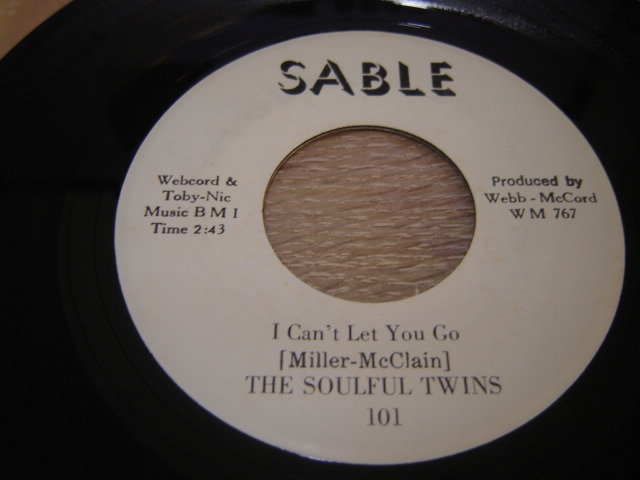 SABLE
Webcord &
Toby-Nic
Music B M I
Time 2:43
Produced by
Webb - McCord
W M 767
I Can't Let You Go
[Miller-McClain]
THE SOULFUL TWINS
101